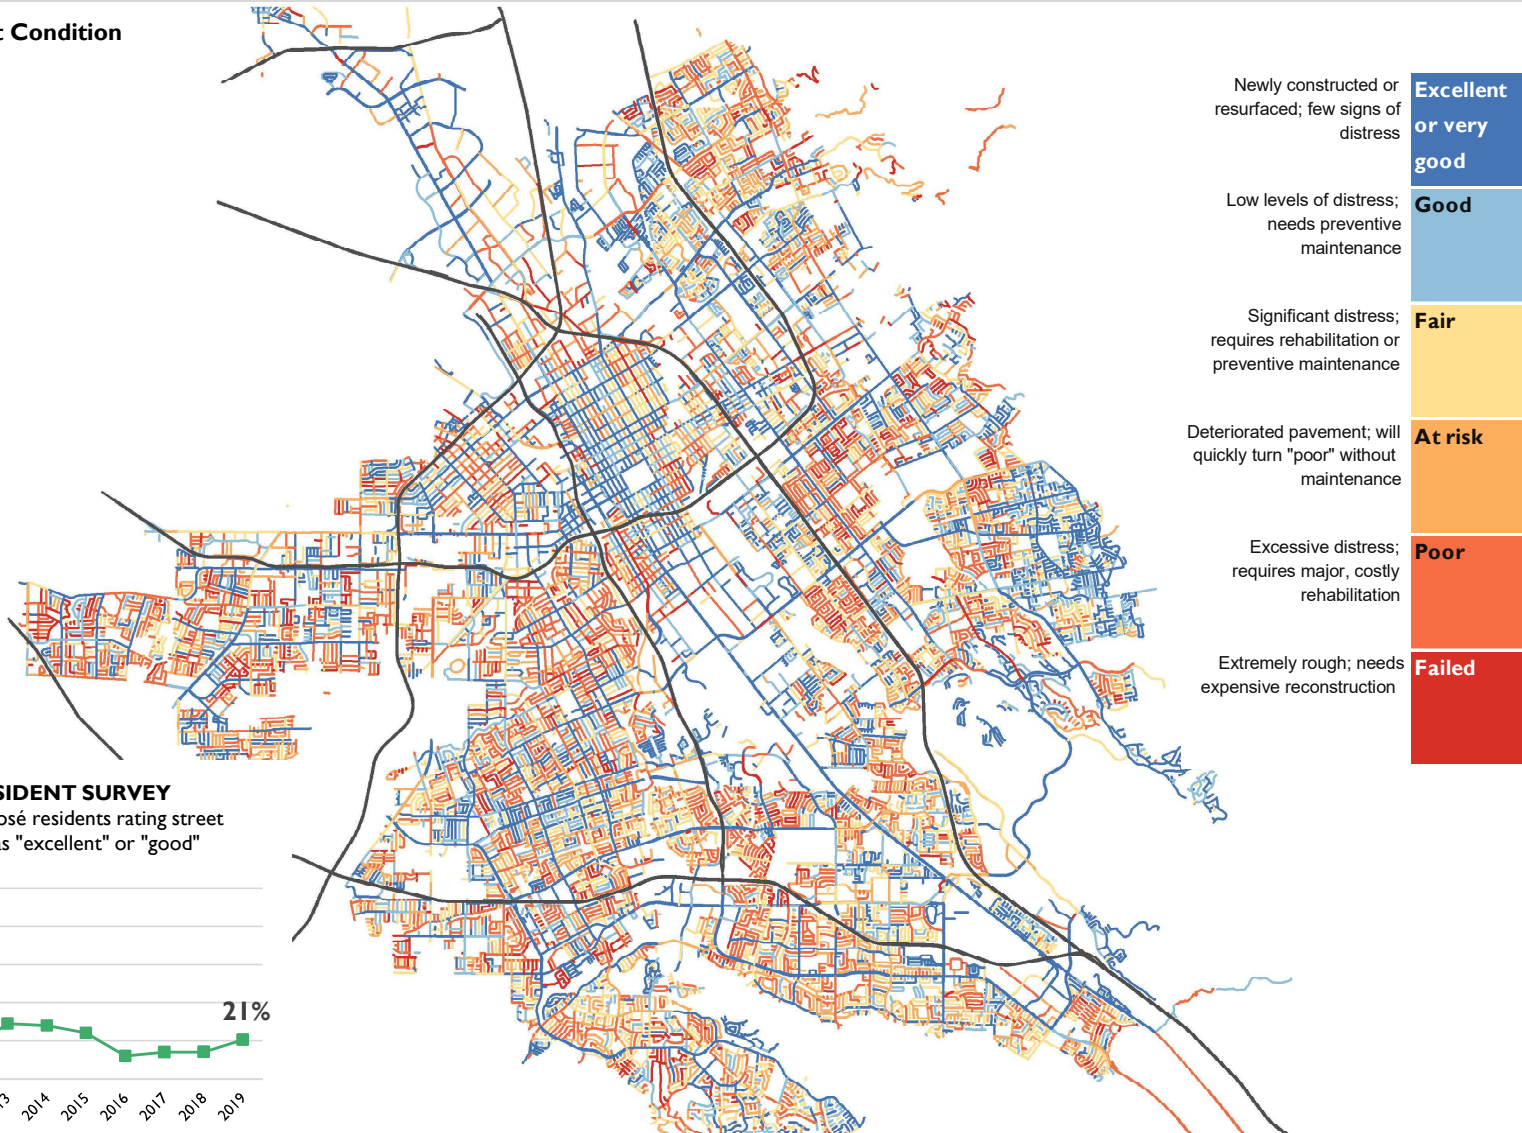 t Condition
Newly constructed or
resurfaced; few signs of
distress
Excellent
or very
good
Low levels of distress;
needs preventive
maintenance
Good
Significant distress;
requires rehabilitation or
preventive maintenance
Fair
Deteriorated pavement; will
quickly turn "poor" without
maintenance
At risk
Excessive distress;
requires major, costly
rehabilitation
Poor
Extremely rough; needs
expensive reconstruction
Failed
SIDENT SURVEY
osé residents rating street
as "excellent" or "good"
21%
13 2014 2015 2016 2017 2018 2019